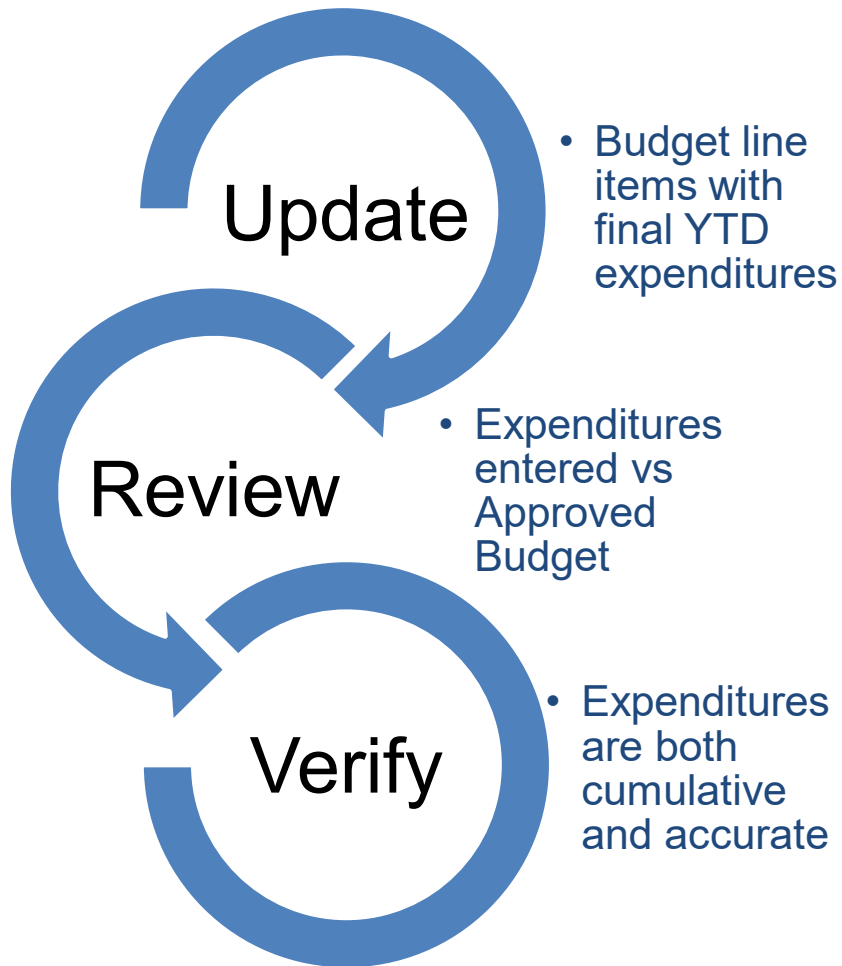 Update
• Budget line
items with
final YTD
expenditures
Review
• Expenditures
entered vs
Approved
Budget
Verify
• Expenditures
are both
cumulative
and accurate